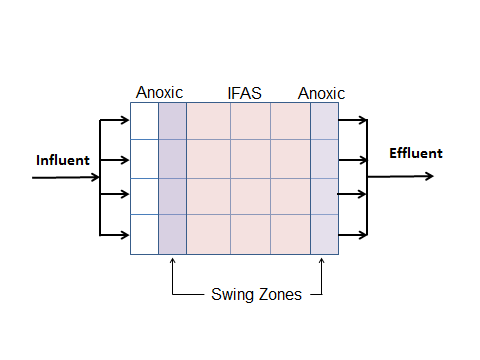 Anoxic IFAS Anoxic
Influent
Effluent
Swing Zones